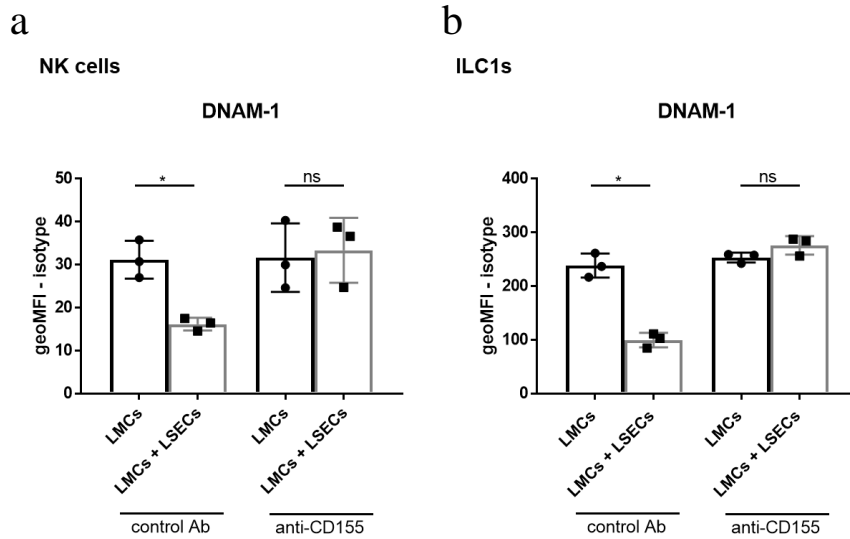 a
NK cells
DNAM-1
geoMFI - isotype
50
40
30
20
10
0
*
ns
LMCs
LMCs + LSECs
LMCs
LMCs + LSECs
control Ab
anti-CD155
b
ILC1s
DNAM-1
geoMFI - isotype
400
300
200
100
0
*
ns
LMCs
LMCs + LSECs
LMCs
LMCs + LSECs
control Ab
anti-CD155